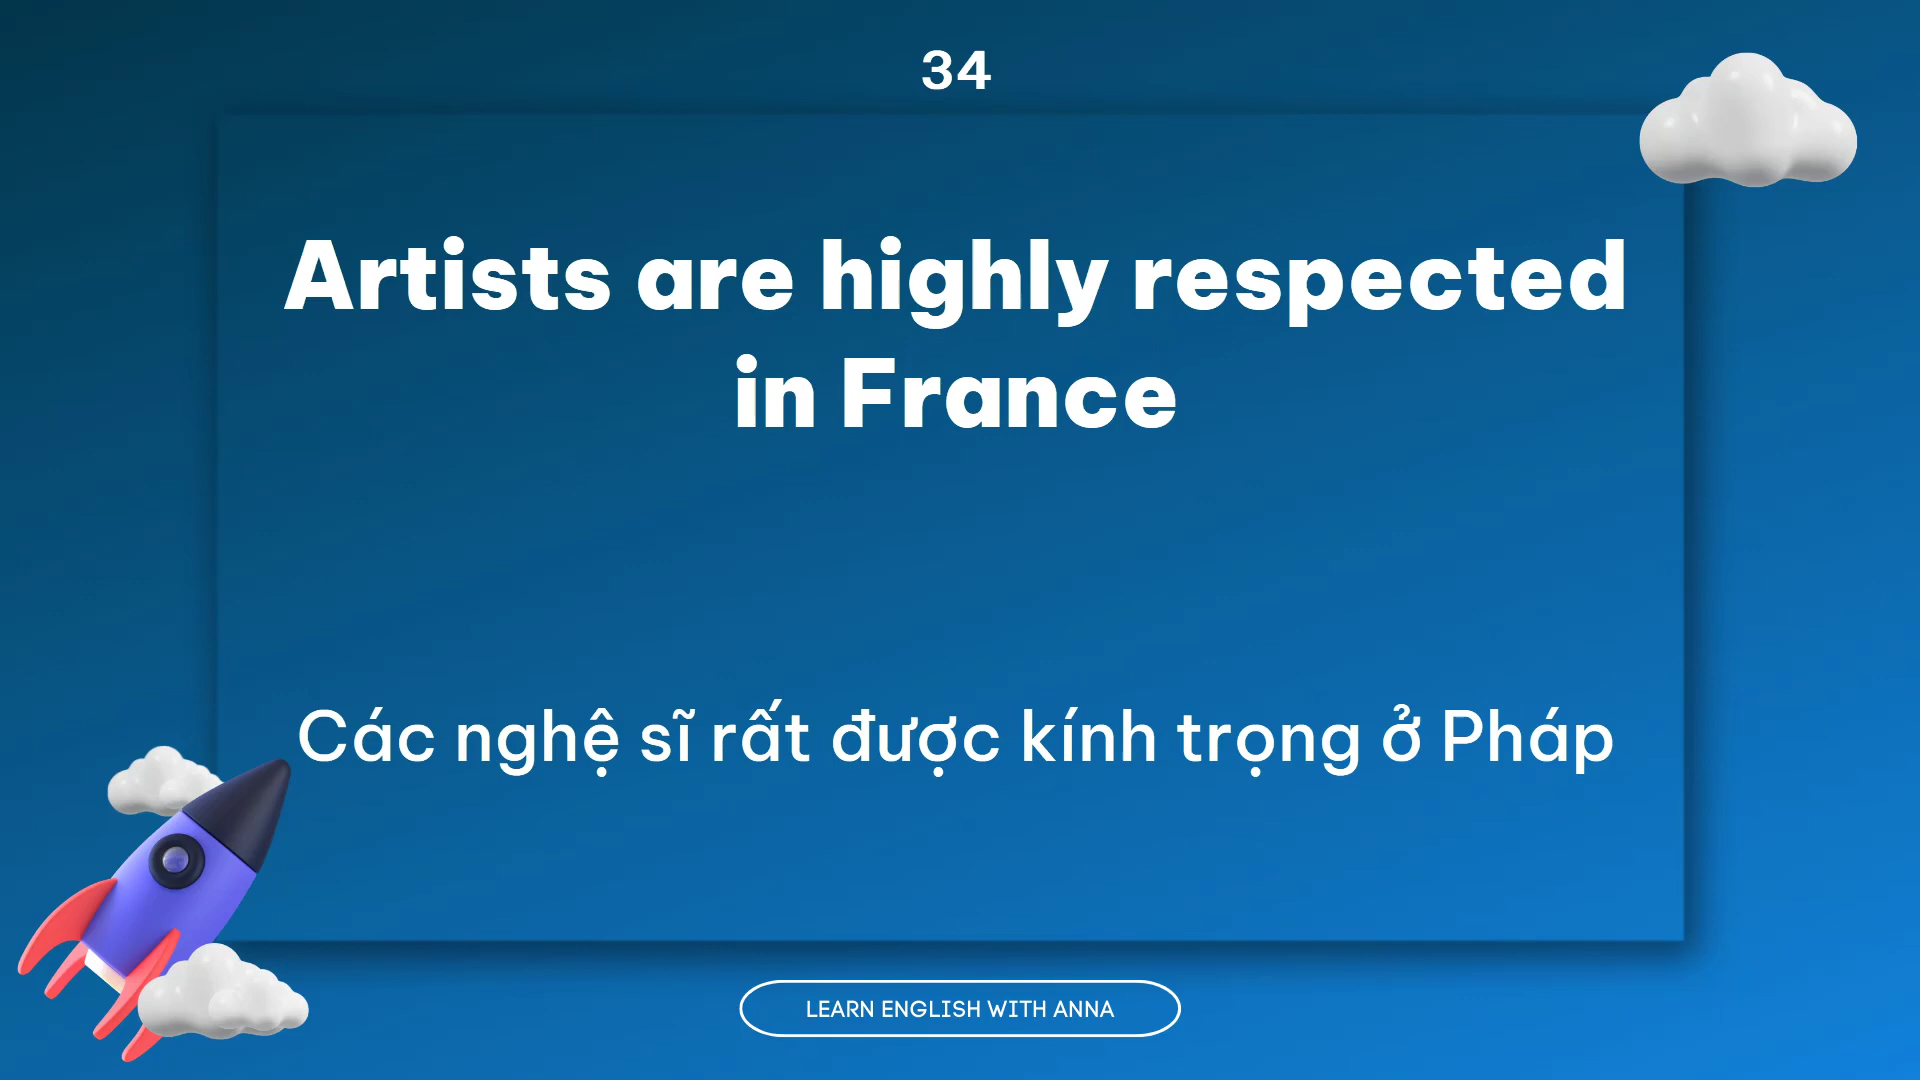 34
Artists are highly respected
in France
Các nghệ sĩ rất được kính trọng ở Pháp
LEARN ENGLISH WITH ANNA